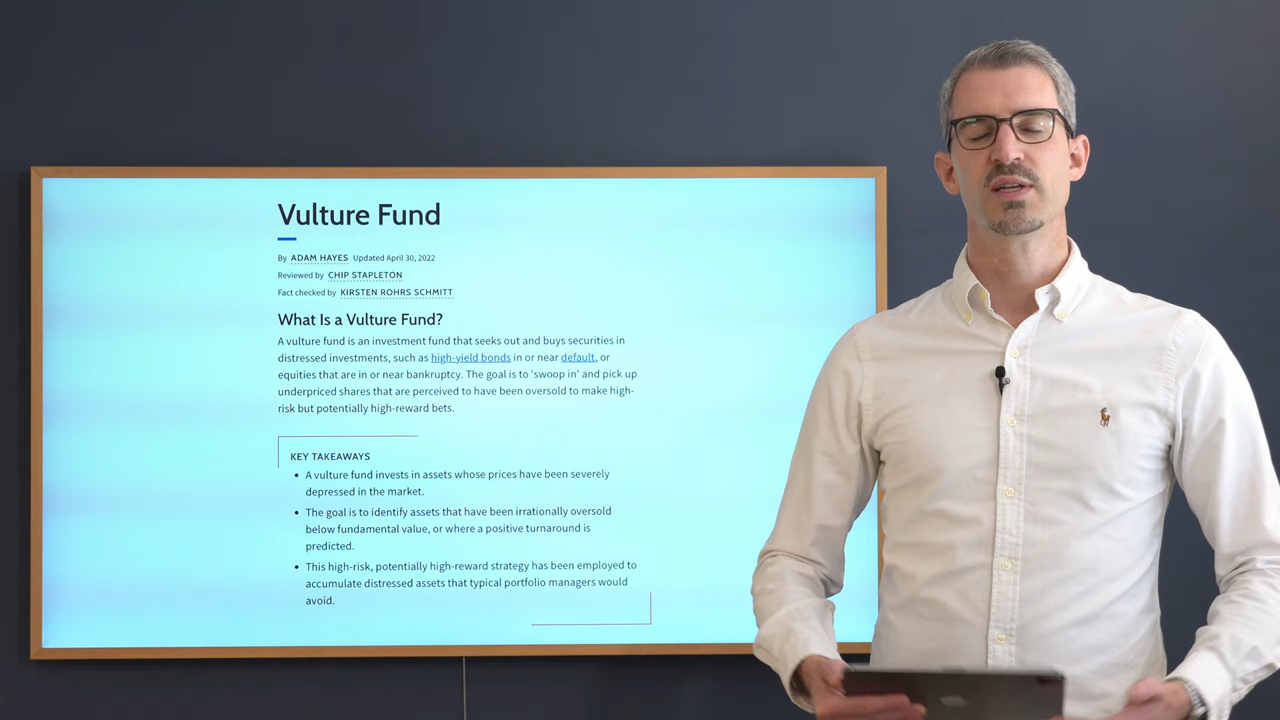 Vulture Fund
By ADAM HAYES Updated April 30, 2022
Reviewed by CHIP STAPLETON
Fact checked by KIRSTEN ROHRS SCHMITT
What Is a Vulture Fund?
A vulture fund is an investment fund that seeks out and buys securities in
distressed investments, such as high-yield bonds in or near default, or
equities that are in or near bankruptcy. The goal is to ‘swoop in’ and pick up
underpriced shares that are perceived to have been oversold to make high-
risk but potentially high-reward bets.
KEY TAKEAWAYS
• A vulture fund invests in assets whose prices have been severely
depressed in the market.
• The goal is to identify assets that have been irrationally oversold
below fundamental value, or where a positive turnaround is
predicted.
• This high-risk, potentially high-reward strategy has been employed to
accumulate distressed assets that typical portfolio managers would
avoid.